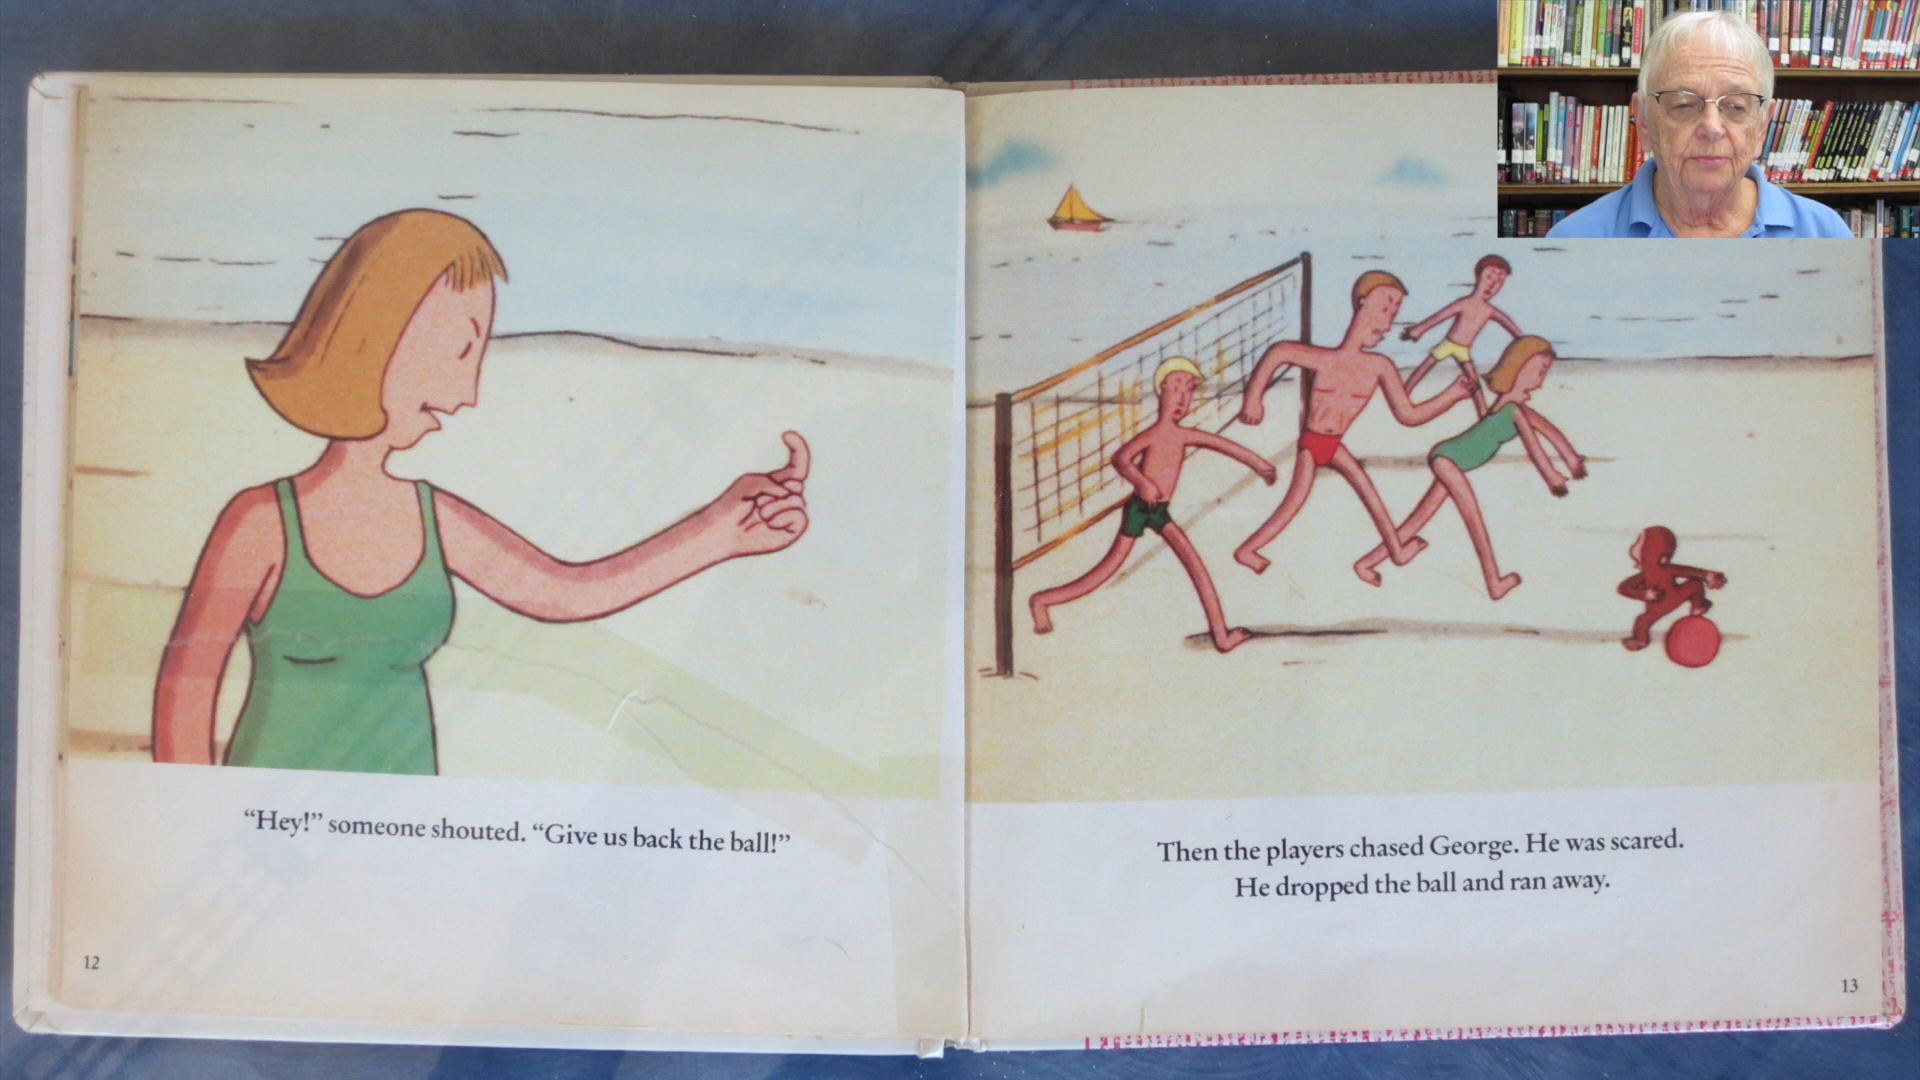 “Hey!” someone shouted. “Give us back the ball!”
12
Then the players chased George. He was scared.
He dropped the ball and ran away.
13